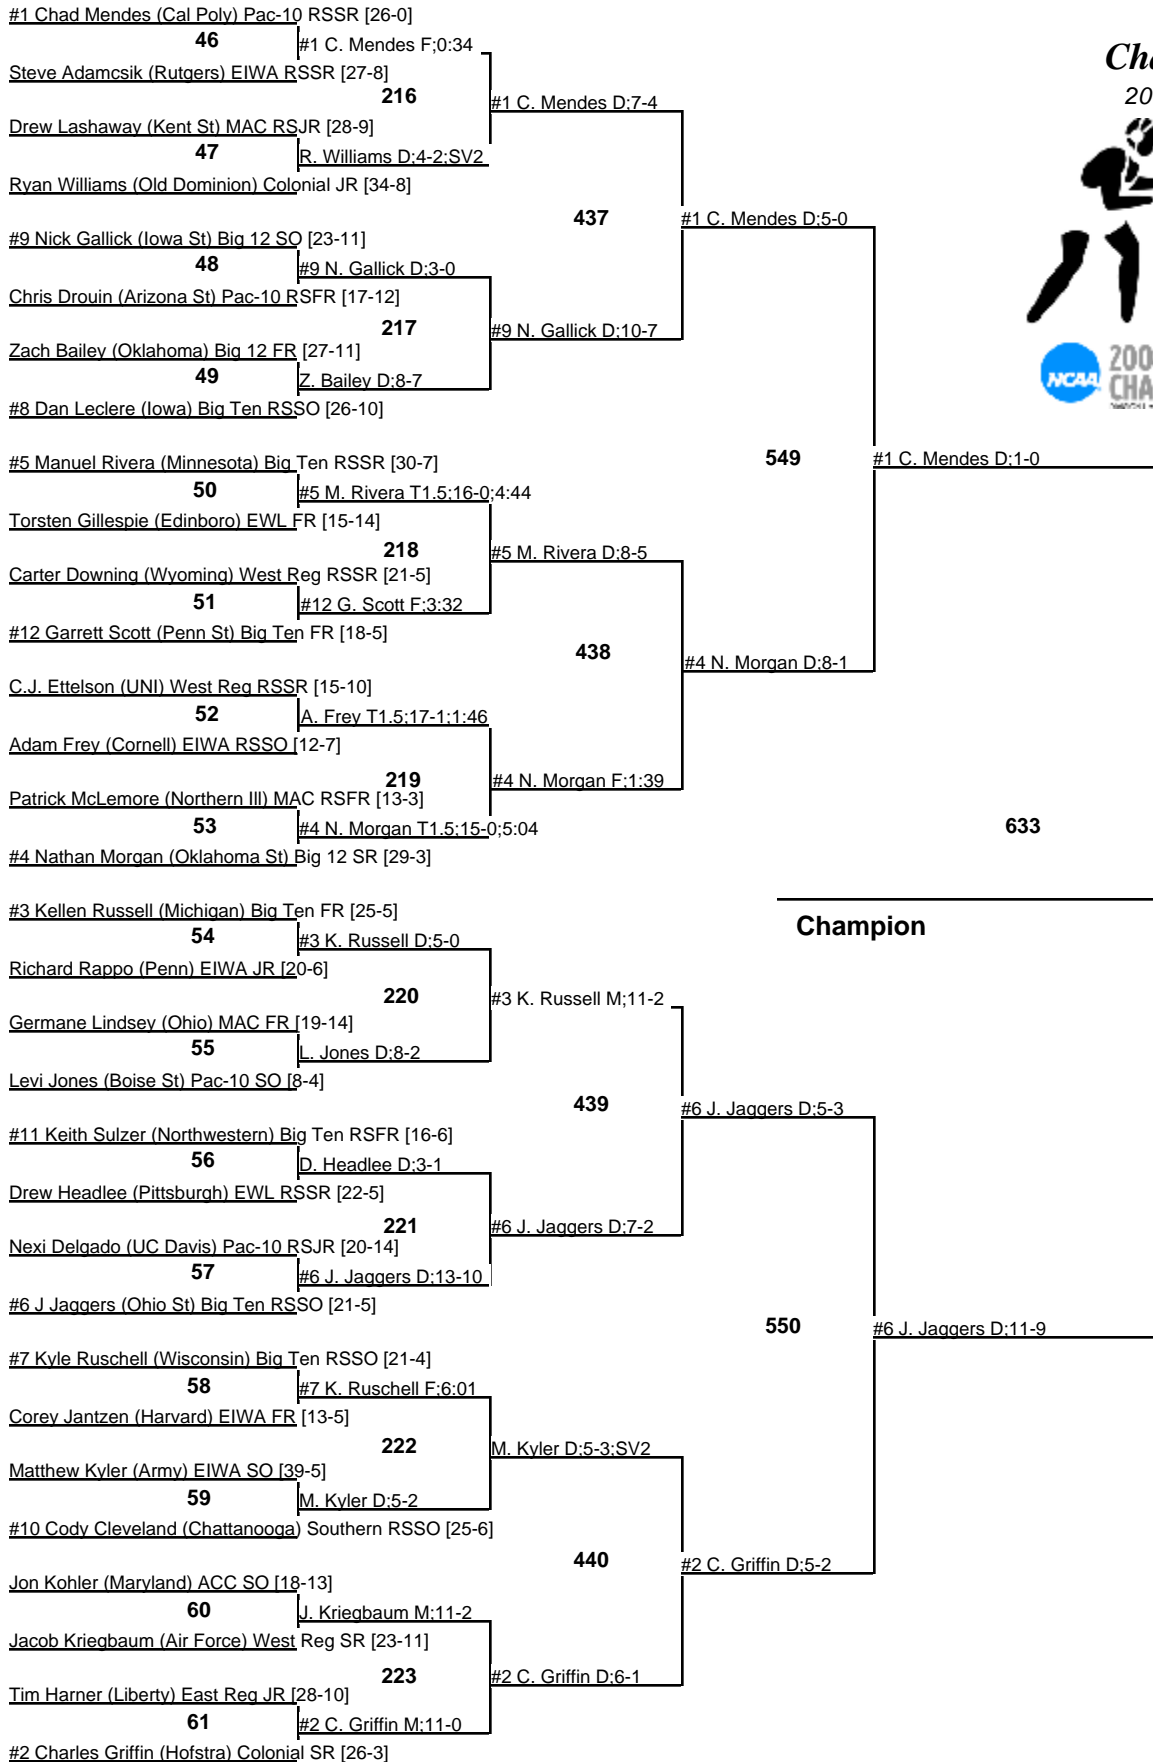 #1 Chad Mendes (Cal Poly) Pac-10 RSSR [26-0]
46
#1 C. Mendes F;0:34
Steve Adamcsik (Rutgers) EIWA RSSR [27-8]
216
#1 C. Mendes D;7-4
Drew Lashaway (Kent St) MAC RSJR [28-9]
47
R. Williams D;4-2;SV2
Ryan Williams (Old Dominion) Colonial JR [34-8]
437
#1 C. Mendes D;5-0
#9 Nick Gallick (Iowa St) Big 12 SO [23-11]
48
#9 N. Gallick D;3-0
Chris Drouin (Arizona St) Pac-10 RSFR [17-12]
217
#9 N. Gallick D;10-7
Zach Bailey (Oklahoma) Big 12 FR [27-11]
49
Z. Bailey D;8-7
#8 Dan Leclere (Iowa) Big Ten RSSO [26-10]
549
#1 C. Mendes D;1-0
#5 Manuel Rivera (Minnesota) Big Ten RSSR [30-7]
50
#5 M. Rivera T1.5;16-0;4:44
Torsten Gillespie (Edinboro) EWL FR [15-14]
218
#5 M. Rivera D;8-5
Carter Downing (Wyoming) West Reg RSSR [21-5]
51
#12 G. Scott F;3:32
#12 Garrett Scott (Penn St) Big Ten FR [18-5]
438
#4 N. Morgan D;8-1
C.J. Ettelson (UNI) West Reg RSSR [15-10]
52
A. Frey T1.5;17-1;1:46
Adam Frey (Cornell) EIWA RSSO [12-7]
219
#4 N. Morgan F;1:39
Patrick McLemore (Northern Ill) MAC RSFR [13-3]
53
#4 N. Morgan T1.5;15-0;5:04
#4 Nathan Morgan (Oklahoma St) Big 12 SR [29-3]
633
Champion
#3 Kellen Russell (Michigan) Big Ten FR [25-5]
54
#3 K. Russell D;5-0
Richard Rappo (Penn) EIWA JR [20-6]
220
#3 K. Russell M;11-2
Germane Lindsey (Ohio) MAC FR [19-14]
55
L. Jones D;8-2
Levi Jones (Boise St) Pac-10 SO [8-4]
439
#6 J. Jaggers D;5-3
#11 Keith Sulzer (Northwestern) Big Ten RSFR [16-6]
56
D. Headlee D;3-1
Drew Headlee (Pittsburgh) EWL RSSR [22-5]
221
#6 J. Jaggers D;7-2
Nexi Delgado (UC Davis) Pac-10 RSJR [20-14]
57
#6 J. Jaggers D;13-10
#6 J Jaggers (Ohio St) Big Ten RSSO [21-5]
550
#6 J. Jaggers D;11-9
#7 Kyle Ruschell (Wisconsin) Big Ten RSSO [21-4]
58
#7 K. Ruschell F;6:01
Corey Jantzen (Harvard) EIWA FR [13-5]
222
M. Kyler D;5-3;SV2
Matthew Kyler (Army) EIWA SO [39-5]
59
M. Kyler D;5-2
#10 Cody Cleveland (Chattanooga) Southern RSSO [25-6]
440
#2 C. Griffin D;5-2
Jon Kohler (Maryland) ACC SO [18-13]
60
J. Kriegbaum M;11-2
Jacob Kriegbaum (Air Force) West Reg SR [23-11]
223
#2 C. Griffin D;6-1
Tim Harner (Liberty) East Reg JR [28-10]
61
#2 C. Griffin M;11-0
#2 Charles Griffin (Hofstra) Colonial SR [26-3]
Cha
20
NCAA
200
CHA